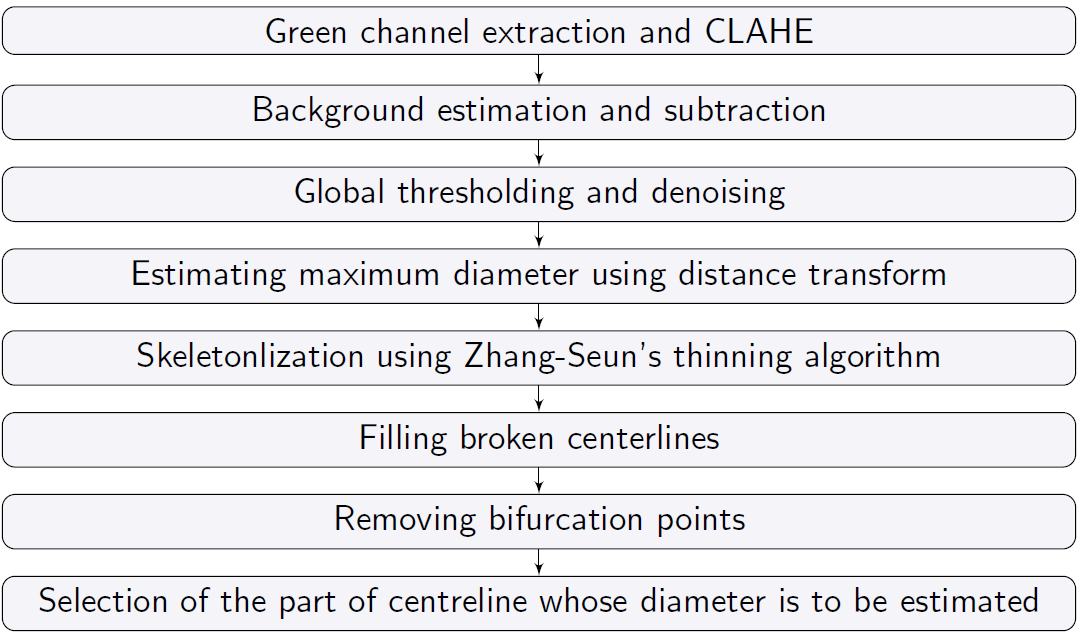 Green channel extraction and CLAHE
Background estimation and subtraction
Global thresholding and denoising
Estimating maximum diameter using distance transform
Skeletonlization using Zhang-Seun's thinning algorithm
Filling broken centerlines
Removing bifurcation points
Selection of the part of centreline whose diameter is to be estimated